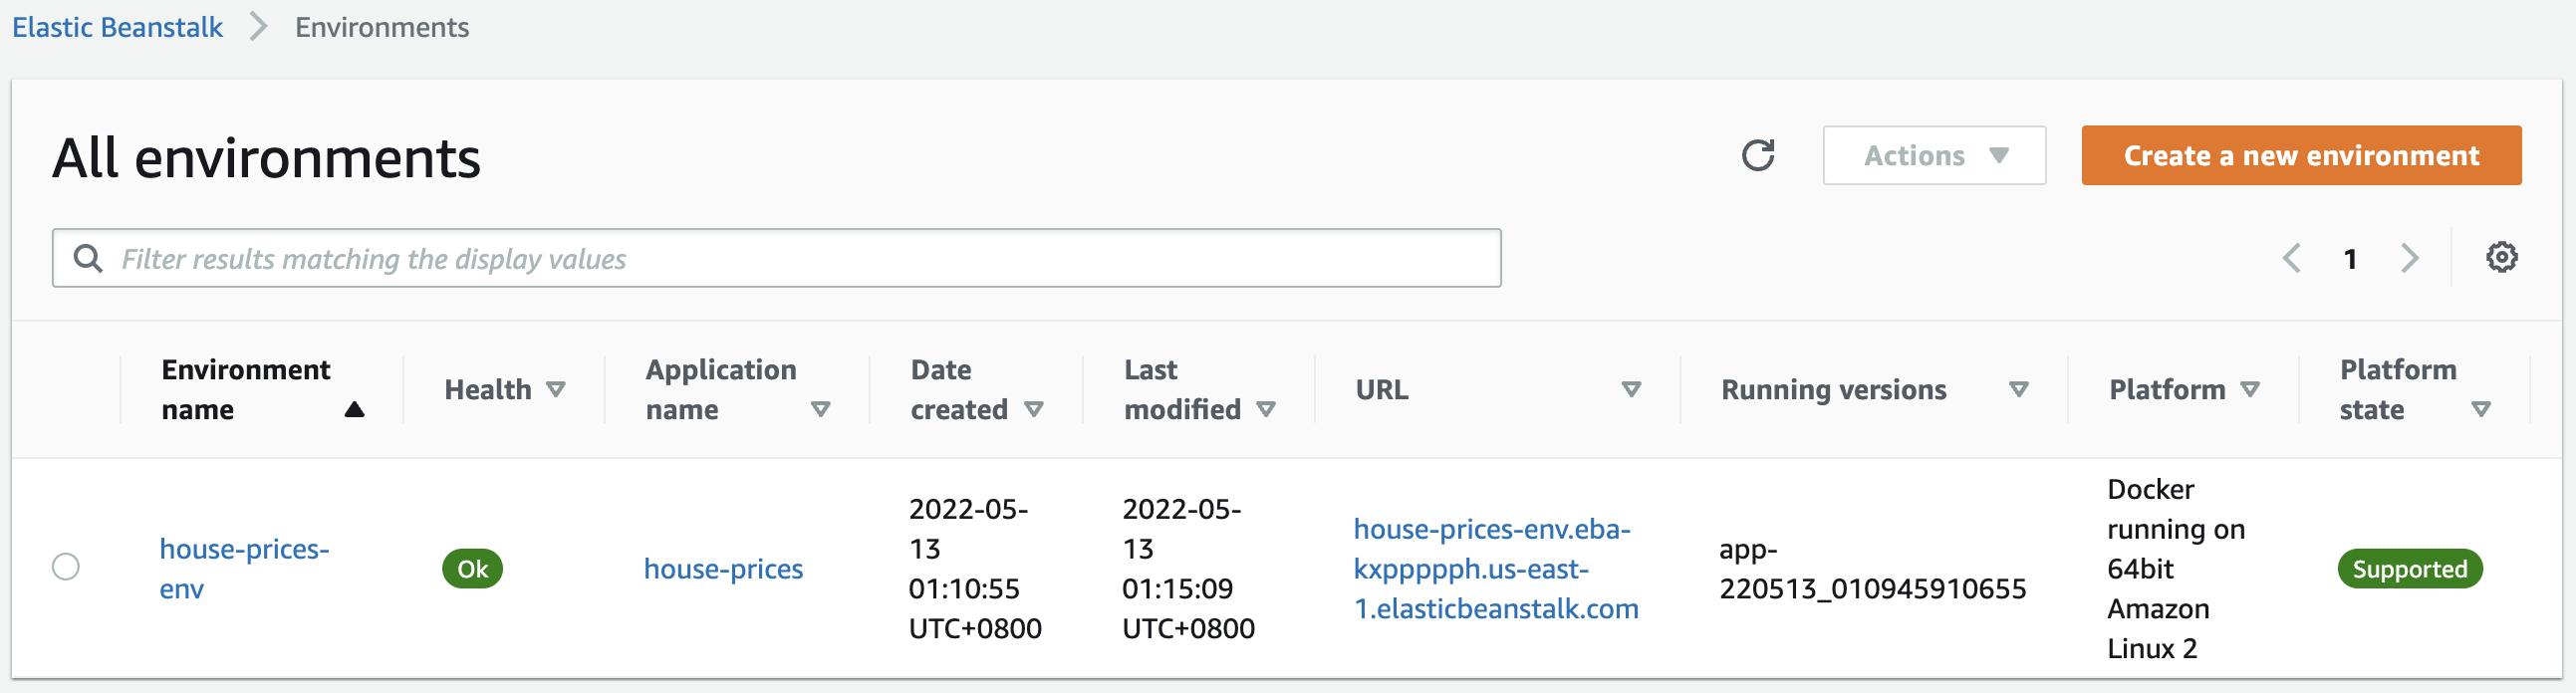 Elastic Beanstalk
Environments
All environments
Actions
Create a new environment
Filter results matching the display values
1
Environment
name
Health
Application
name
Date
created
Last
modified
URL
Running versions
Platform
Platform
state
house-prices-
env
Ok
house-prices
2022-05-
13
01:10:55
UTC+0800
2022-05-
13
01:15:09
UTC+0800
house-prices-env.eba-
kxppppph.us-east-
1.elasticbeanstalk.com
app-
220513_010945910655
Docker
running on
64bit
Amazon
Linux 2
Supported